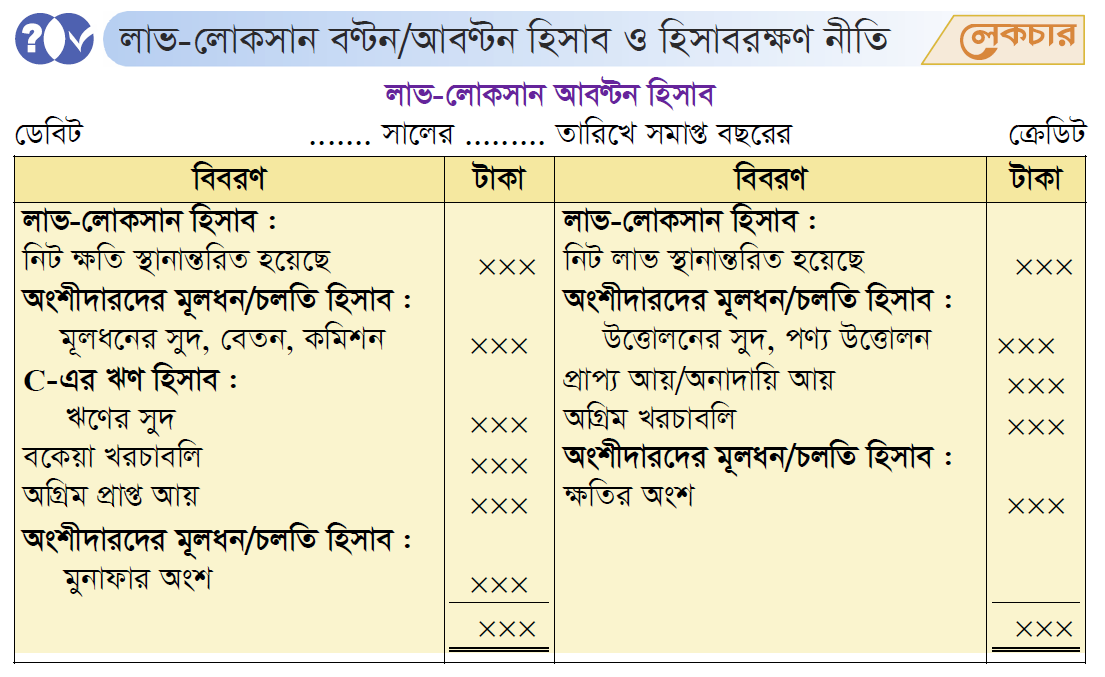 লাভ-লোকসান বণ্টন/আবণ্টন হিসাব ও হিসাবরক্ষণ নীতি
লেকচার
লাভ-লোকসান আবণ্টন হিসাব
ডেবিট ....... সালের ......... তারিখে সমাপ্ত বছরের ক্রেডিট
বিবরণ টাকা বিবরণ টাকা
লাভ-লোকসান হিসাব : লাভ-লোকসান হিসাব :
নিট ক্ষতি স্থানান্তরিত হয়েছে ××× নিট লাভ স্থানান্তরিত হয়েছে ×××
অংশীদারদের মূলধন/চলতি হিসাব : অংশীদারদের মূলধন/চলতি হিসাব :
মূলধনের সুদ, বেতন, কমিশন ××× উত্তোলনের সুদ, পণ্য উত্তোলন ×××
C-এর ঋণ হিসাব : প্রাপ্য আয়/অনাদায়ি আয় ×××
ঋণের সুদ ××× অগ্রিম খরচাবলি ×××
বকেয়া খরচাবলি ××× অংশীদারদের মূলধন/চলতি হিসাব :
অগ্রিম প্রাপ্ত আয় ××× ক্ষতির অংশ ×××
অংশীদারদের মূলধন/চলতি হিসাব :
মুনাফার অংশ ×××
××× ×××